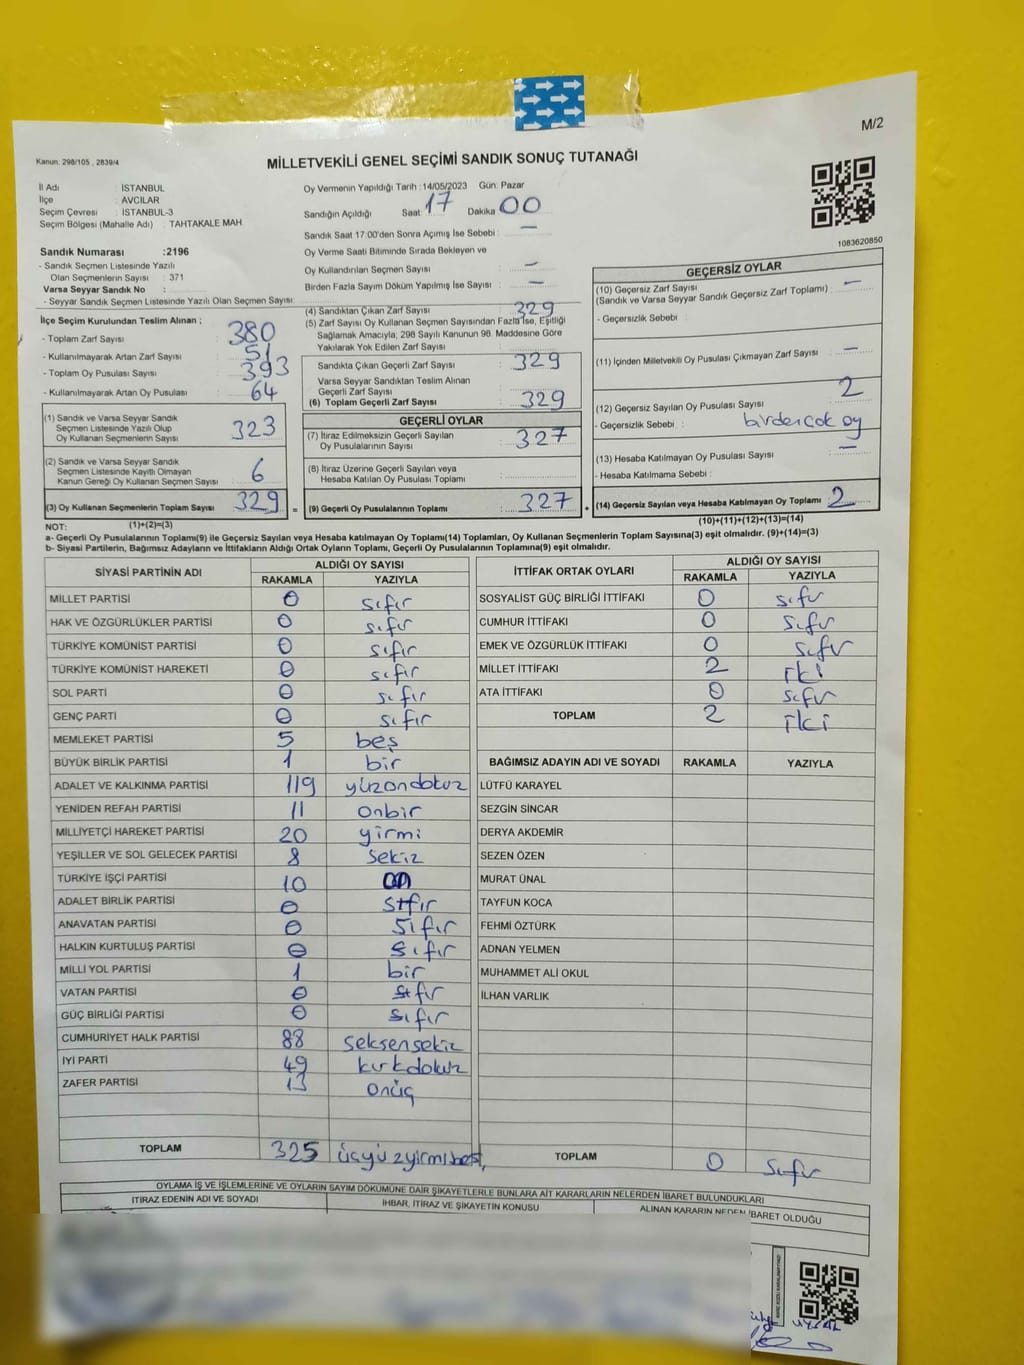 M/2
Kanun: 298/105 , 2839/4
MİLLETVEKİLİ GENEL SEÇİMİ SANDIK SONUÇ TUTANAĞI
İl Adı : İSTANBUL
İlçe : AVCILAR
Seçim Çevresi : İSTANBUL-3
Seçim Bölgesi (Mahalle Adı) : TAHTAKALE MAH
Oy Vermenin Yapıldığı Tarih : 14/05/2023 Gün: Pazar
Sandığın Açıldığı Saat: 17 Dakika 00
Sandık Saat 17:00'den Sonra Açımış İse Sebebi : –
Oy Verme Saati Bitiminde Sırada Bekleyen ve
Oy Kullandırılan Seçmen Sayısı : –
Birden Fazla Sayım Döküm Yapılmış İse Sayısı : –
1083620850
Sandık Numarası :2196
- Sandık Seçmen Listesinde Yazılı
Olan Seçmenlerin Sayısı : 371
Varsa Seyyar Sandık No :
- Seyyar Sandık Seçmen Listesinde Yazılı Olan Seçmen Sayısı:
İlçe Seçim Kurulundan Teslim Alınan ;
- Toplam Zarf Sayısı : 380
- Kullanılmayarak Artan Zarf Sayısı : 51
- Toplam Oy Pusulası Sayısı : 393
- Kullanılmayarak Artan Oy Pusulası : 64
(1) Sandık ve Varsa Seyyar Sandık
Seçmen Listesinde Yazılı Olup
Oy Kullanan Seçmenlerin Sayısı : 323
(2) Sandık ve Varsa Seyyar Sandık
Seçmen Listesinde Kayıtlı Olmayan
Kanun Gereği Oy Kullanan Seçmen Sayısı : 6
(3) Oy Kullanan Seçmenlerin Toplam Sayısı 329
(4) Sandıktan Çıkan Zarf Sayısı : 329
(5) Zarf Sayısı Oy Kullanan Seçmen Sayısından Fazla İse, Eşitliği
Sağlamak Amacıyla, 298 Sayılı Kanunun 98. Maddesine Göre
Yakılarak Yok Edilen Zarf Sayısı :
Sandıkta Çıkan Geçerli Zarf Sayısı : 329
Varsa Seyyar Sandıktan Teslim Alınan
Geçerli Zarf Sayısı :
(6) Toplam Geçerli Zarf Sayısı : 329
GEÇERLİ OYLAR
(7) İtiraz Edilmeksizin Geçerli Sayılan
Oy Pusulalarının Sayısı : 327
(8) İtiraz Üzerine Geçerli Sayılan veya
Hesaba Katılan Oy Pusulası Toplamı :
(9) Geçerli Oy Pusulalarının Toplamı : 327
GEÇERSİZ OYLAR
(10) Geçersiz Zarf Sayısı : –
(Sandık ve Varsa Seyyar Sandık Geçersiz Zarf Toplamı)
- Geçersizlik Sebebi :
(11) İçinden Milletvekili Oy Pusulası Çıkmayan Zarf Sayısı : –
(12) Geçersiz Sayılan Oy Pusulası Sayısı : 2
- Geçersizlik Sebebi : birden çok oy
(13) Hesaba Katılmayan Oy Pusulası Sayısı : –
- Hesaba Katılmama Sebebi :
(14) Geçersiz Sayılan veya Hesaba Katılmayan Oy Toplamı : 2
NOT: (1)+(2)=(3) (10)+(11)+(12)+(13)=(14)
a- Geçerli Oy Pusulalarının Toplamı(9) ile Geçersiz Sayılan veya Hesaba katılmayan Oy Toplamı(14) Toplamları, Oy Kullanan Seçmenlerin Toplam Sayısına(3) eşit olmalıdır. (9)+(14)=(3)
b- Siyasi Partilerin, Bağımsız Adayların ve İttifakların Aldığı Ortak Oyların Toplamı, Geçerli Oy Pusulalarının Toplamına(9) eşit olmalıdır.
SİYASİ PARTİNİN ADI ALDIĞI OY SAYISI
RAKAMLA YAZIYLA
MİLLET PARTİSİ 0 sıfır
HAK VE ÖZGÜRLÜKLER PARTİSİ 0 sıfır
TÜRKİYE KOMÜNİST PARTİSİ 0 sıfır
TÜRKİYE KOMÜNİST HAREKETİ 0 sıfır
SOL PARTİ 0 sıfır
GENÇ PARTİ 0 sıfır
MEMLEKET PARTİSİ 5 beş
BÜYÜK BİRLİK PARTİSİ 1 bir
ADALET VE KALKINMA PARTİSİ 119 yüzondokuz
YENİDEN REFAH PARTİSİ 11 onbir
MİLLİYETÇİ HAREKET PARTİSİ 20 yirmi
YEŞİLLER VE SOL GELECEK PARTİSİ 8 sekiz
TÜRKİYE İŞÇİ PARTİSİ 10 on
ADALET BİRLİK PARTİSİ 0 sıfır
ANAVATAN PARTİSİ 0 sıfır
HALKIN KURTULUŞ PARTİSİ 0 sıfır
MİLLİ YOL PARTİSİ 1 bir
VATAN PARTİSİ 0 sıfır
GÜÇ BİRLİĞİ PARTİSİ 0 sıfır
CUMHURİYET HALK PARTİSİ 88 seksensekiz
İYİ PARTİ 49 kırkdokuz
ZAFER PARTİSİ 13 onüç
TOPLAM 325 üçyüzyirmibeş
İTTİFAK ORTAK OYLARI ALDIĞI OY SAYISI
RAKAMLA YAZIYLA
SOSYALİST GÜÇ BİRLİĞİ İTTİFAKI 0 sıfır
CUMHUR İTTİFAKI 0 sıfır
EMEK VE ÖZGÜRLÜK İTTİFAKI 0 sıfır
MİLLET İTTİFAKI 2 iki
ATA İTTİFAKI 0 sıfır
TOPLAM 2 iki
BAĞIMSIZ ADAYIN ADI VE SOYADI RAKAMLA YAZIYLA
LÜTFÜ KARAYEL
SEZGİN SİNCAR
DERYA AKDEMİR
SEZEN ÖZEN
MURAT ÜNAL
TAYFUN KOCA
FEHMİ ÖZTÜRK
ADNAN YELMEN
MUHAMMET ALİ OKUL
İLHAN VARLIK
TOPLAM 0 sıfır
OYLAMA İŞ VE İŞLEMLERİNE VE OYLARIN SAYIM DÖKÜMÜNE DAİR ŞİKAYETLERLE BUNLARA AİT KARARLARIN NELERDEN İBARET BULUNDUKLARI
İTİRAZ EDENİN ADI VE SOYADI İHBAR, İTİRAZ VE ŞİKAYETİN KONUSU ALINAN KARARIN NEDEN İBARET OLDUĞU
UYSAL